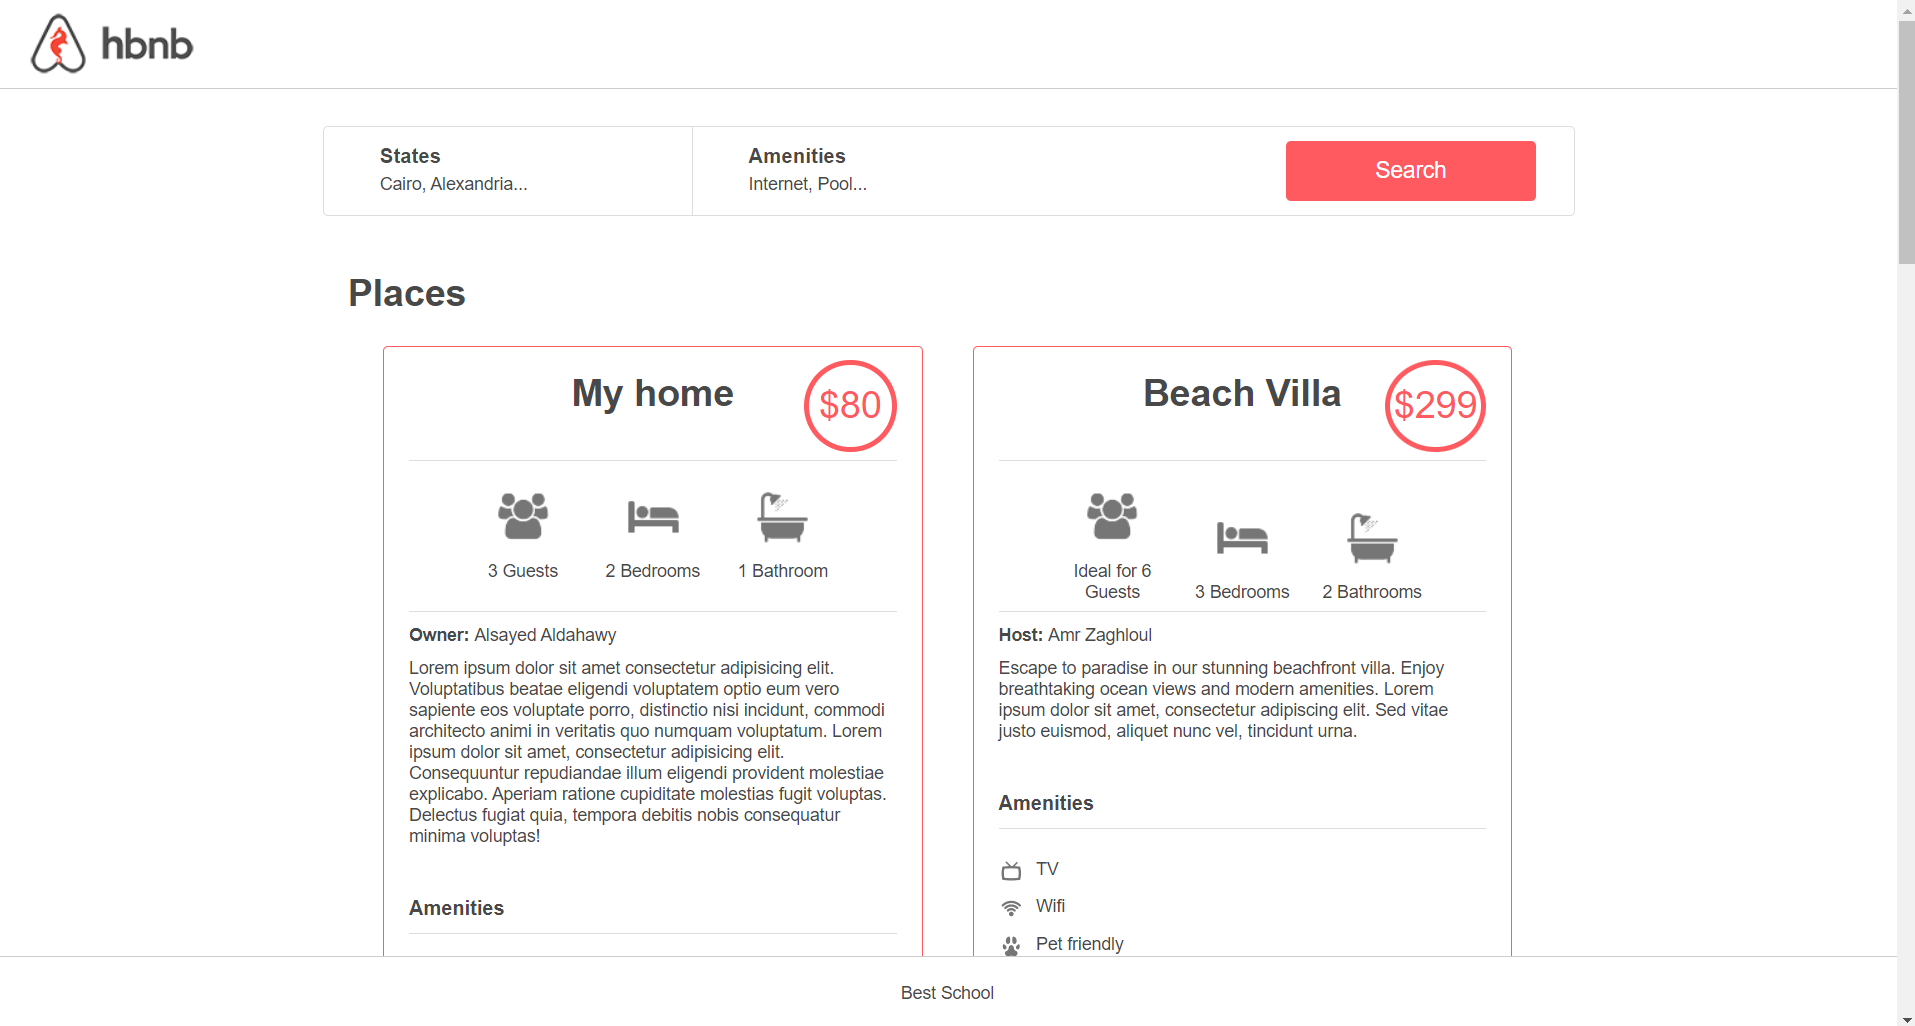 hbnb
States
Cairo, Alexandria...
Amenities
Internet, Pool...
Search
Places
My home
$80
3 Guests
2 Bedrooms
1 Bathroom
Owner: Alsayed Aldahawy
Lorem ipsum dolor sit amet consectetur adipisicing elit.
Voluptatibus beatae eligendi voluptatem optio eum vero
sapiente eos voluptate porro, distinctio nisi incidunt, commodi
architecto animi in veritatis quo numquam voluptatum. Lorem
ipsum dolor sit amet, consectetur adipisicing elit.
Consequuntur repudiandae illum eligendi provident molestiae
explicabo. Aperiam ratione cupiditate molestias fugit voluptas.
Delectus fugiat quia, tempora debitis nobis consequatur
minima voluptas!
Amenities
Beach Villa
$299
Ideal for 6
Guests
3 Bedrooms
2 Bathrooms
Host: Amr Zaghloul
Escape to paradise in our stunning beachfront villa. Enjoy
breathtaking ocean views and modern amenities. Lorem
ipsum dolor sit amet, consectetur adipiscing elit. Sed vitae
justo euismod, aliquet nunc vel, tincidunt urna.
Amenities
TV
Wifi
Pet friendly
Best School